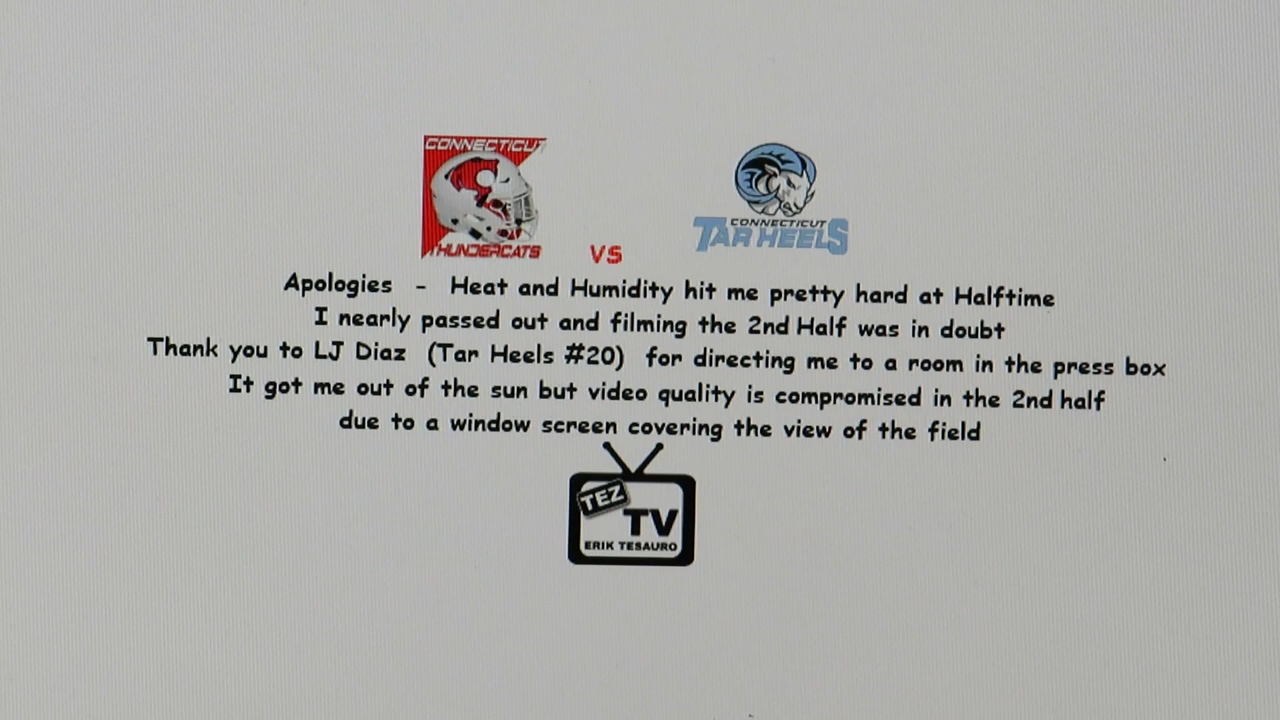 CONNECTICUT
THUNDERCATS
VS
CONNECTICUT
TAR HEELS
Apologies - Heat and Humidity hit me pretty hard at Halftime
I nearly passed out and filming the 2nd Half was in doubt
Thank you to LJ Diaz (Tar Heels #20) for directing me to a room in the press box
It got me out of the sun but video quality is compromised in the 2nd half
due to a window screen covering the view of the field
TEZ
TV
ERIK TESAURO